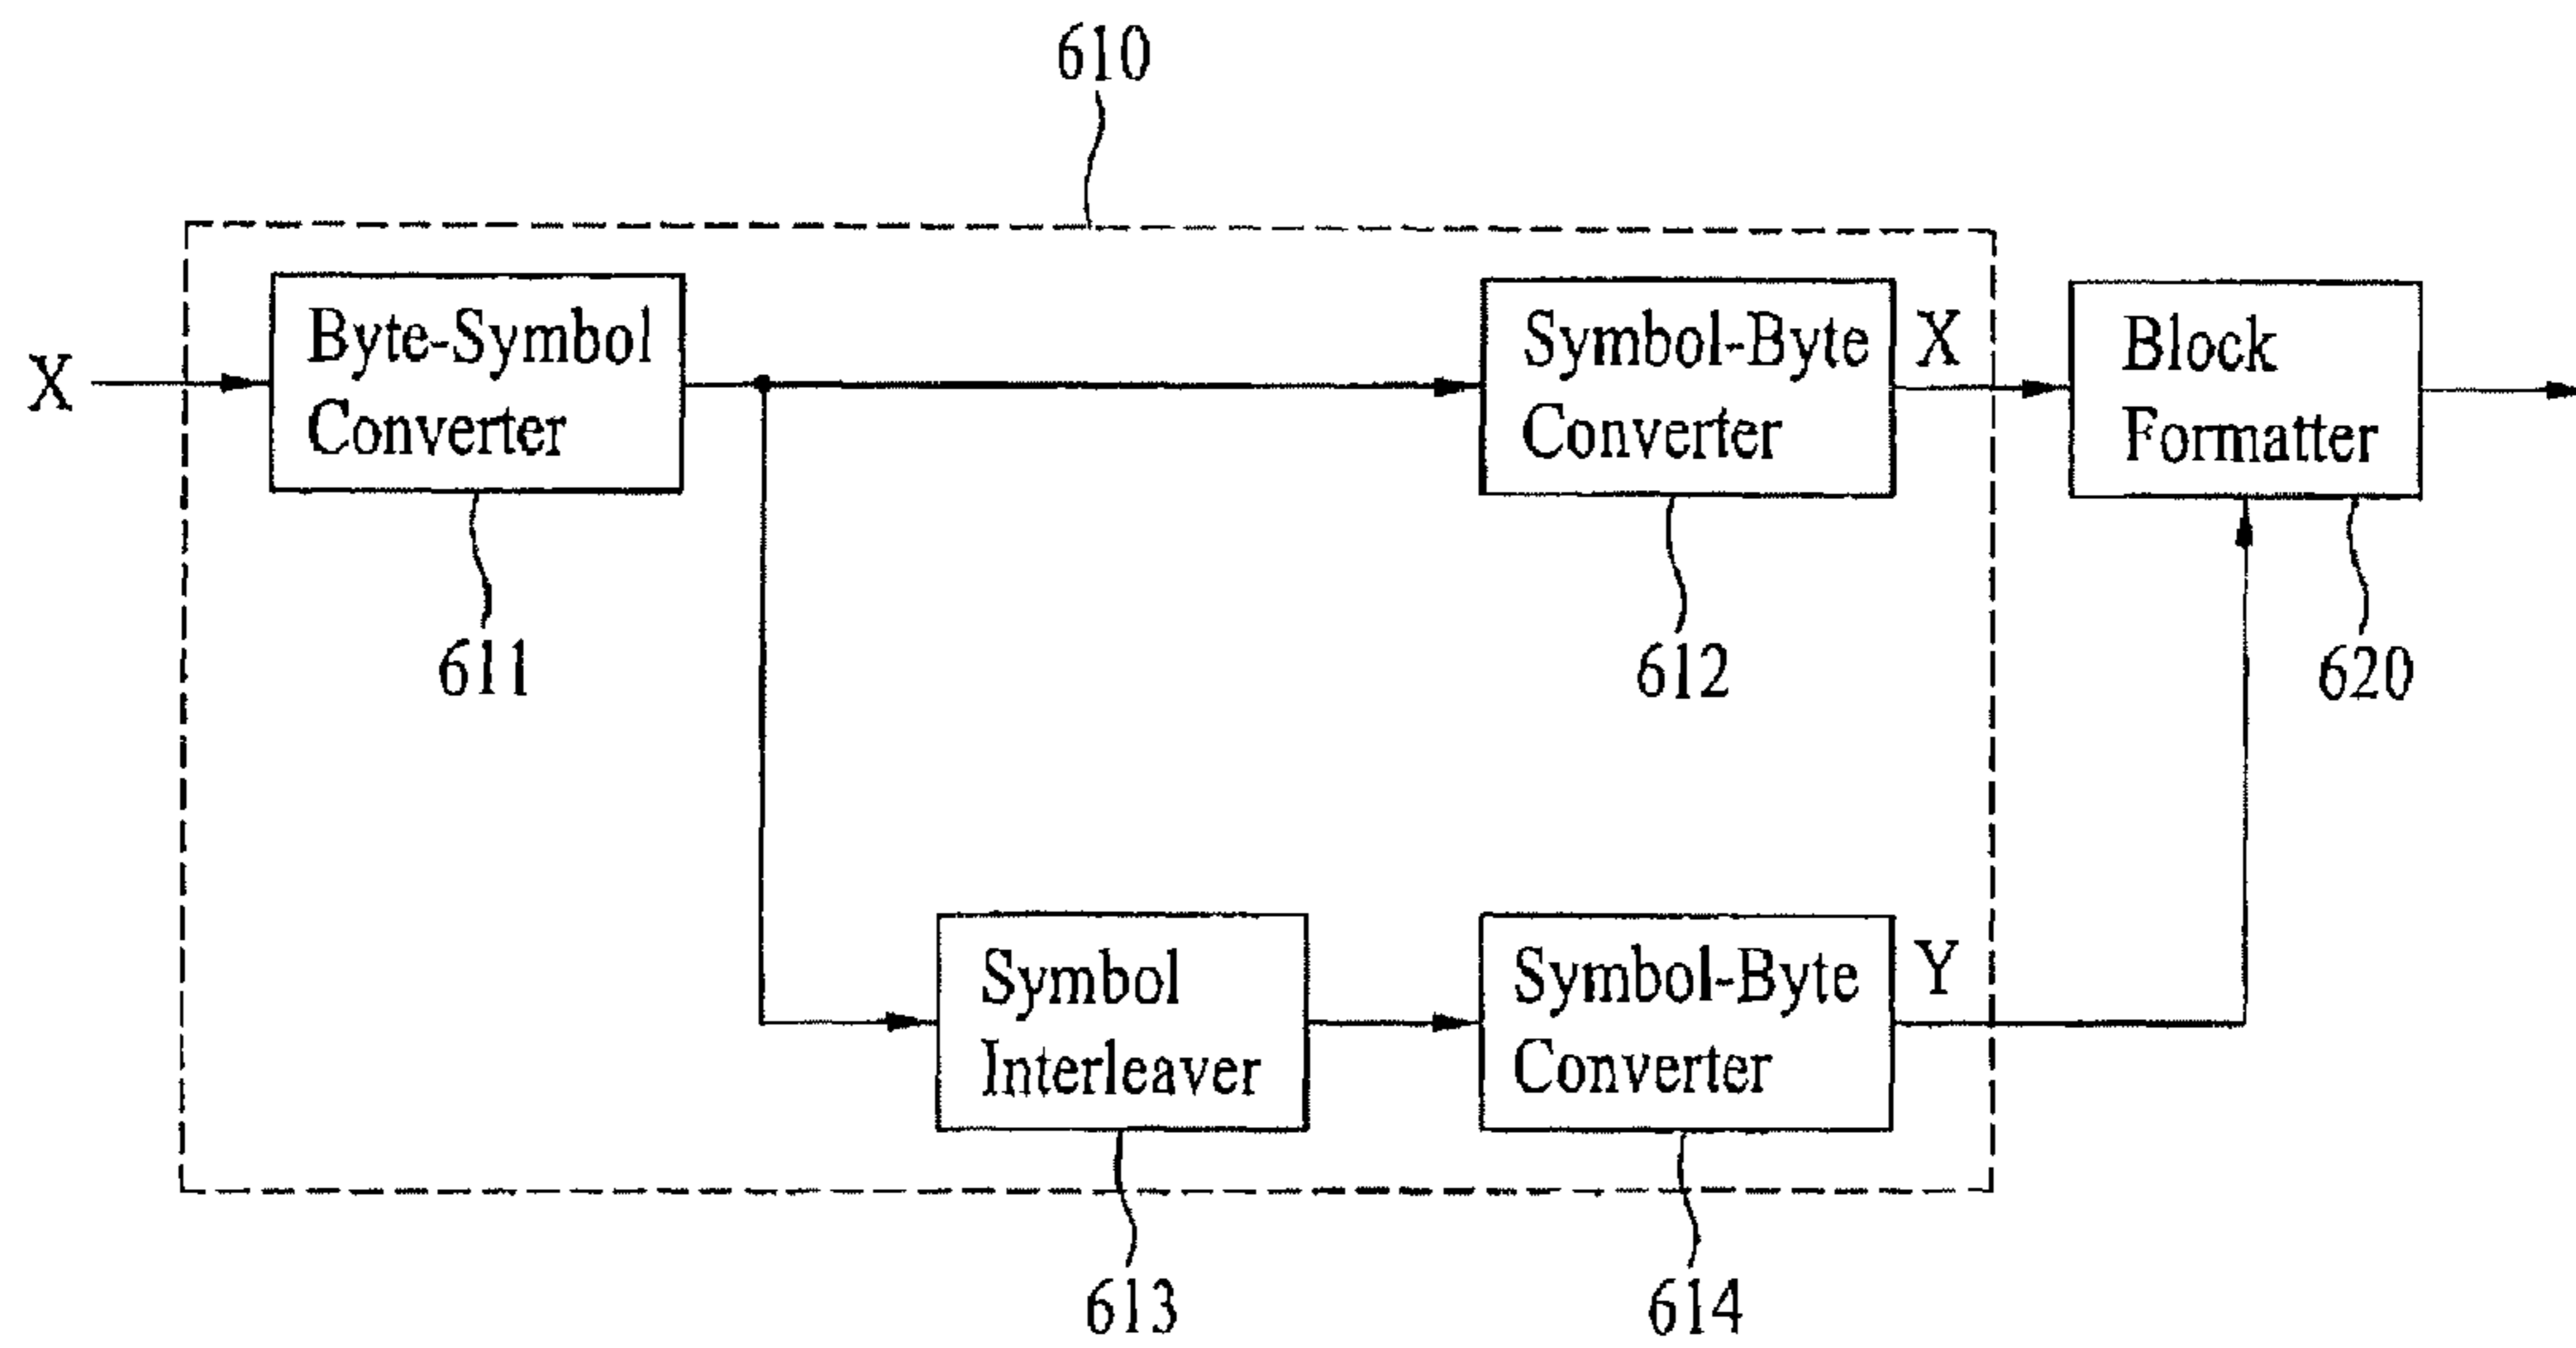 610
X
Byte-Symbol
Converter
611
Symbol-Byte
Converter
612
X
Block
Formatter
620
Symbol
Interleaver
613
Symbol-Byte
Converter
614
Y